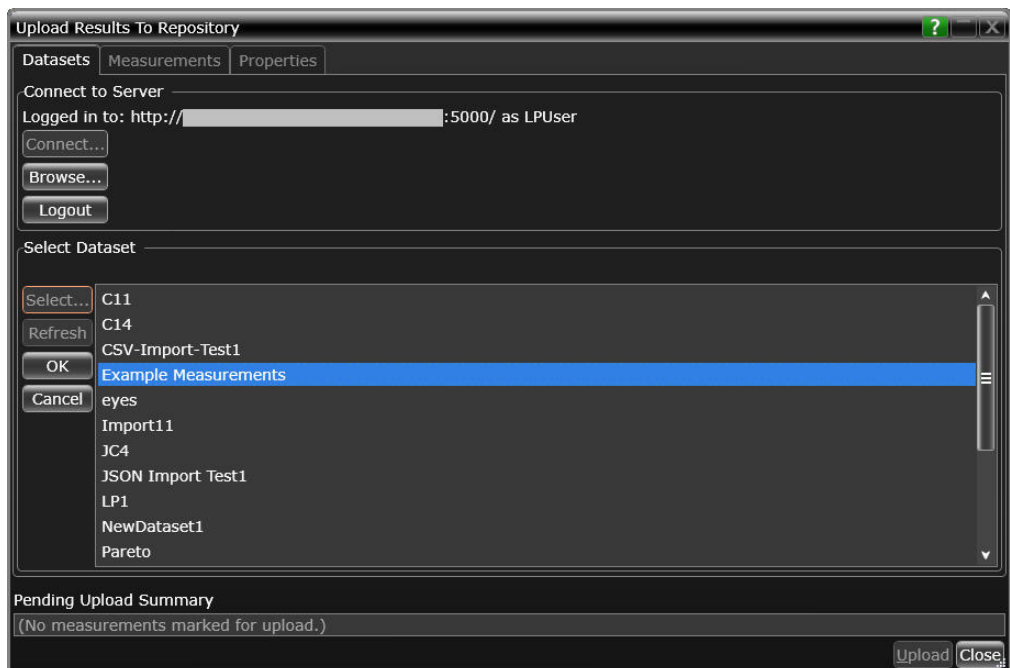 Upload Results To Repository ?
Datasets Measurements Properties
Connect to Server
Logged in to: http:// :5000/ as LPUser
Connect...
Browse...
Logout
Select Dataset
Select...
Refresh
OK
Cancel
C11
C14
CSV-Import-Test1
Example Measurements
eyes
Import11
JC4
JSON Import Test1
LP1
NewDataset1
Pareto
Pending Upload Summary
(No measurements marked for upload.)
Upload Close